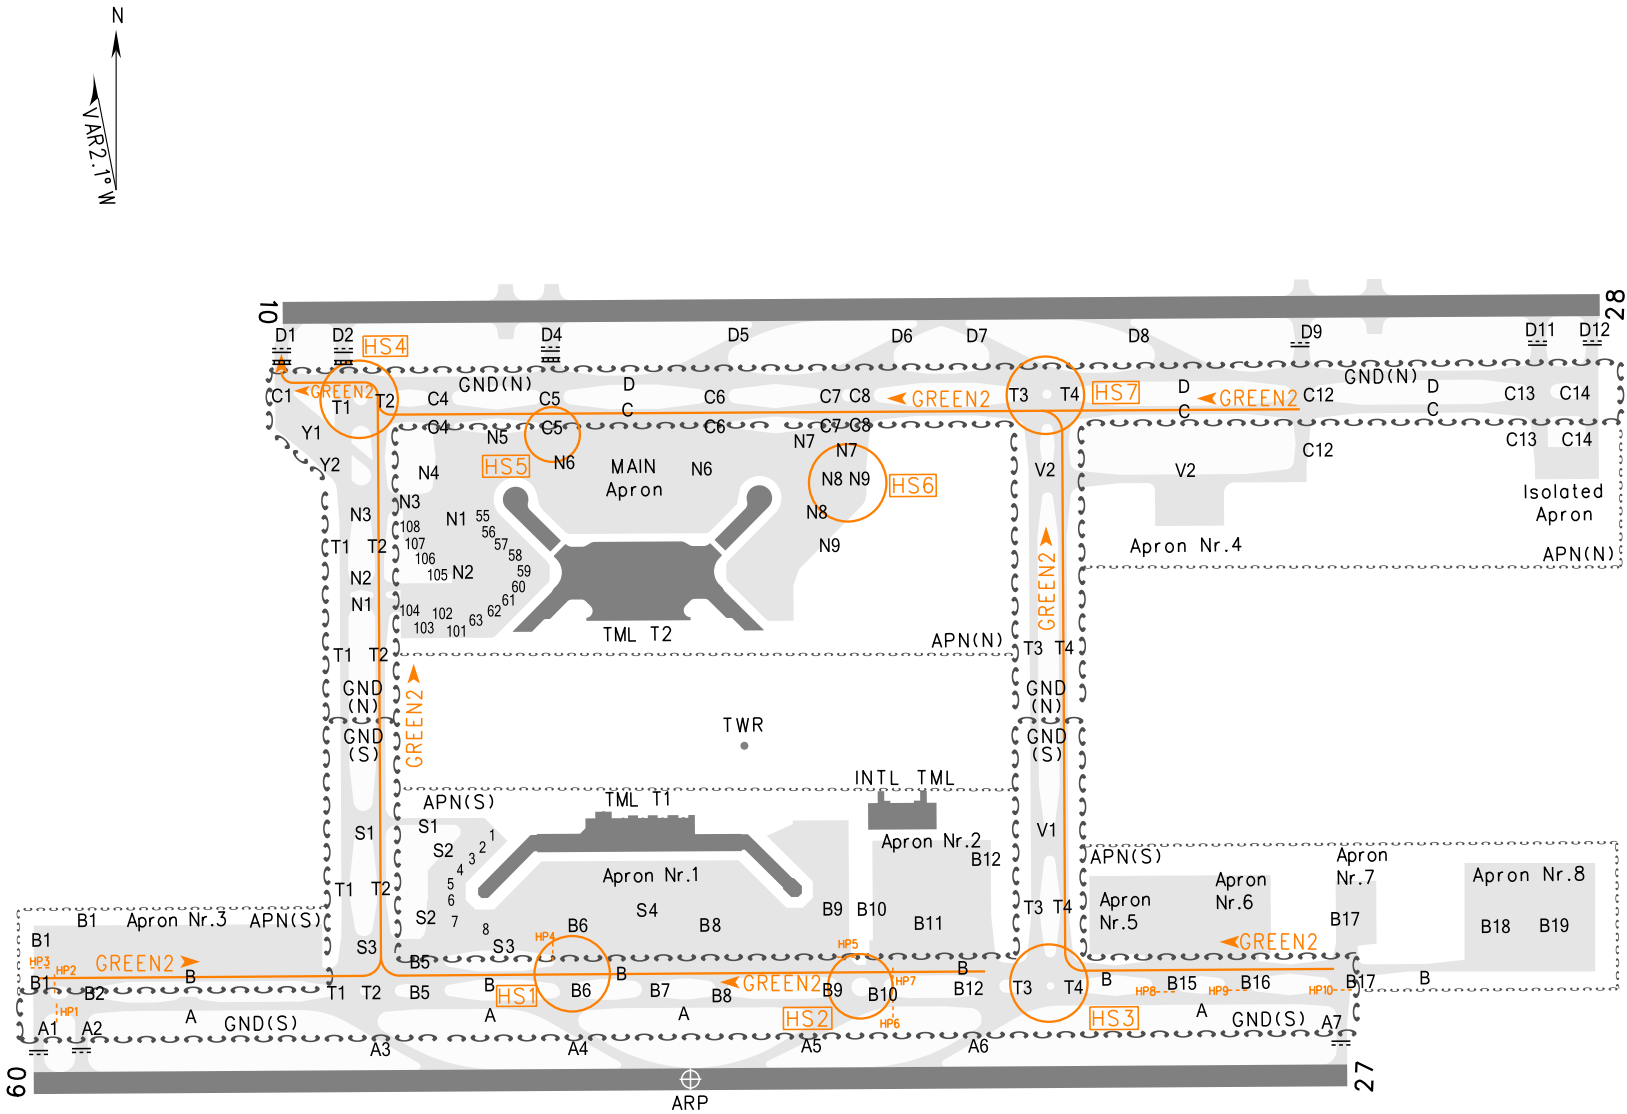 N
VAR2.1° W
10
28
D1
D2
D4
D5
D6
D7
D8
D9
D11
D12
HS4
GND(N)
D
D
GND(N)
D
GREEN2
C1
T1
T2
C4
C5
C6
C7
C8
GREEN2
T3
T4
HS7
GREEN2
C12
C13
C14
C
C
C
C4
C5
C6
C7
C8
Y1
N5
N7
N7
C12
C13
C14
Y2
N4
HS5
N6
MAIN
Apron
N6
N8
N9
HS6
V2
V2
Isolated
Apron
N3
N3
N1
55
N8
108
56
T1
T2
107
57
N9
Apron Nr.4
APN(N)
106
58
N2
105
N2
59
60
GREEN2
N1
104
102
61
62
63
103
101
TML T2
APN(N)
T1
T2
T3
T4
GND
(N)
GND
(N)
GREEN2
GND
(S)
TWR
GND
(S)
INTL TML
APN(S)
TML T1
S1
S1
1
V1
S2
2
3
Apron Nr.2
B12
APN(S)
Apron
Nr.7
4
Apron Nr.1
Apron Nr.8
T1
T2
5
Apron
Nr.6
6
Apron
Nr.5
B1
Apron Nr.3
APN(S)
S2
7
8
B6
S4
B8
B9
B10
B11
T3
T4
B17
B18
B19
B1
S3
S3
HP4
HP5
GREEN2
HP3
HP2
GREEN2
B5
B
B
B
B
HP7
B
B
B1
B2
T1
T2
B5
HS1
B6
B7
B8
GREEN2
B9
B10
B12
T3
T4
HP8
B15
HP9
B16
HP10
B17
B
HP1
A
GND(S)
A
A
HS2
HP6
HS3
A
GND(S)
A7
A1
A2
A3
A4
A5
A6
09
27
ARP